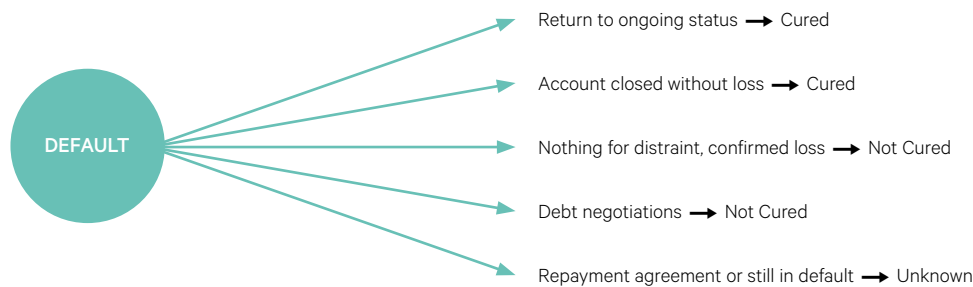 Return to ongoing status → Cured
Account closed without loss → Cured
DEFAULT
Nothing for distraint, confirmed loss → Not Cured
Debt negotiations → Not Cured
Repayment agreement or still in default → Unknown